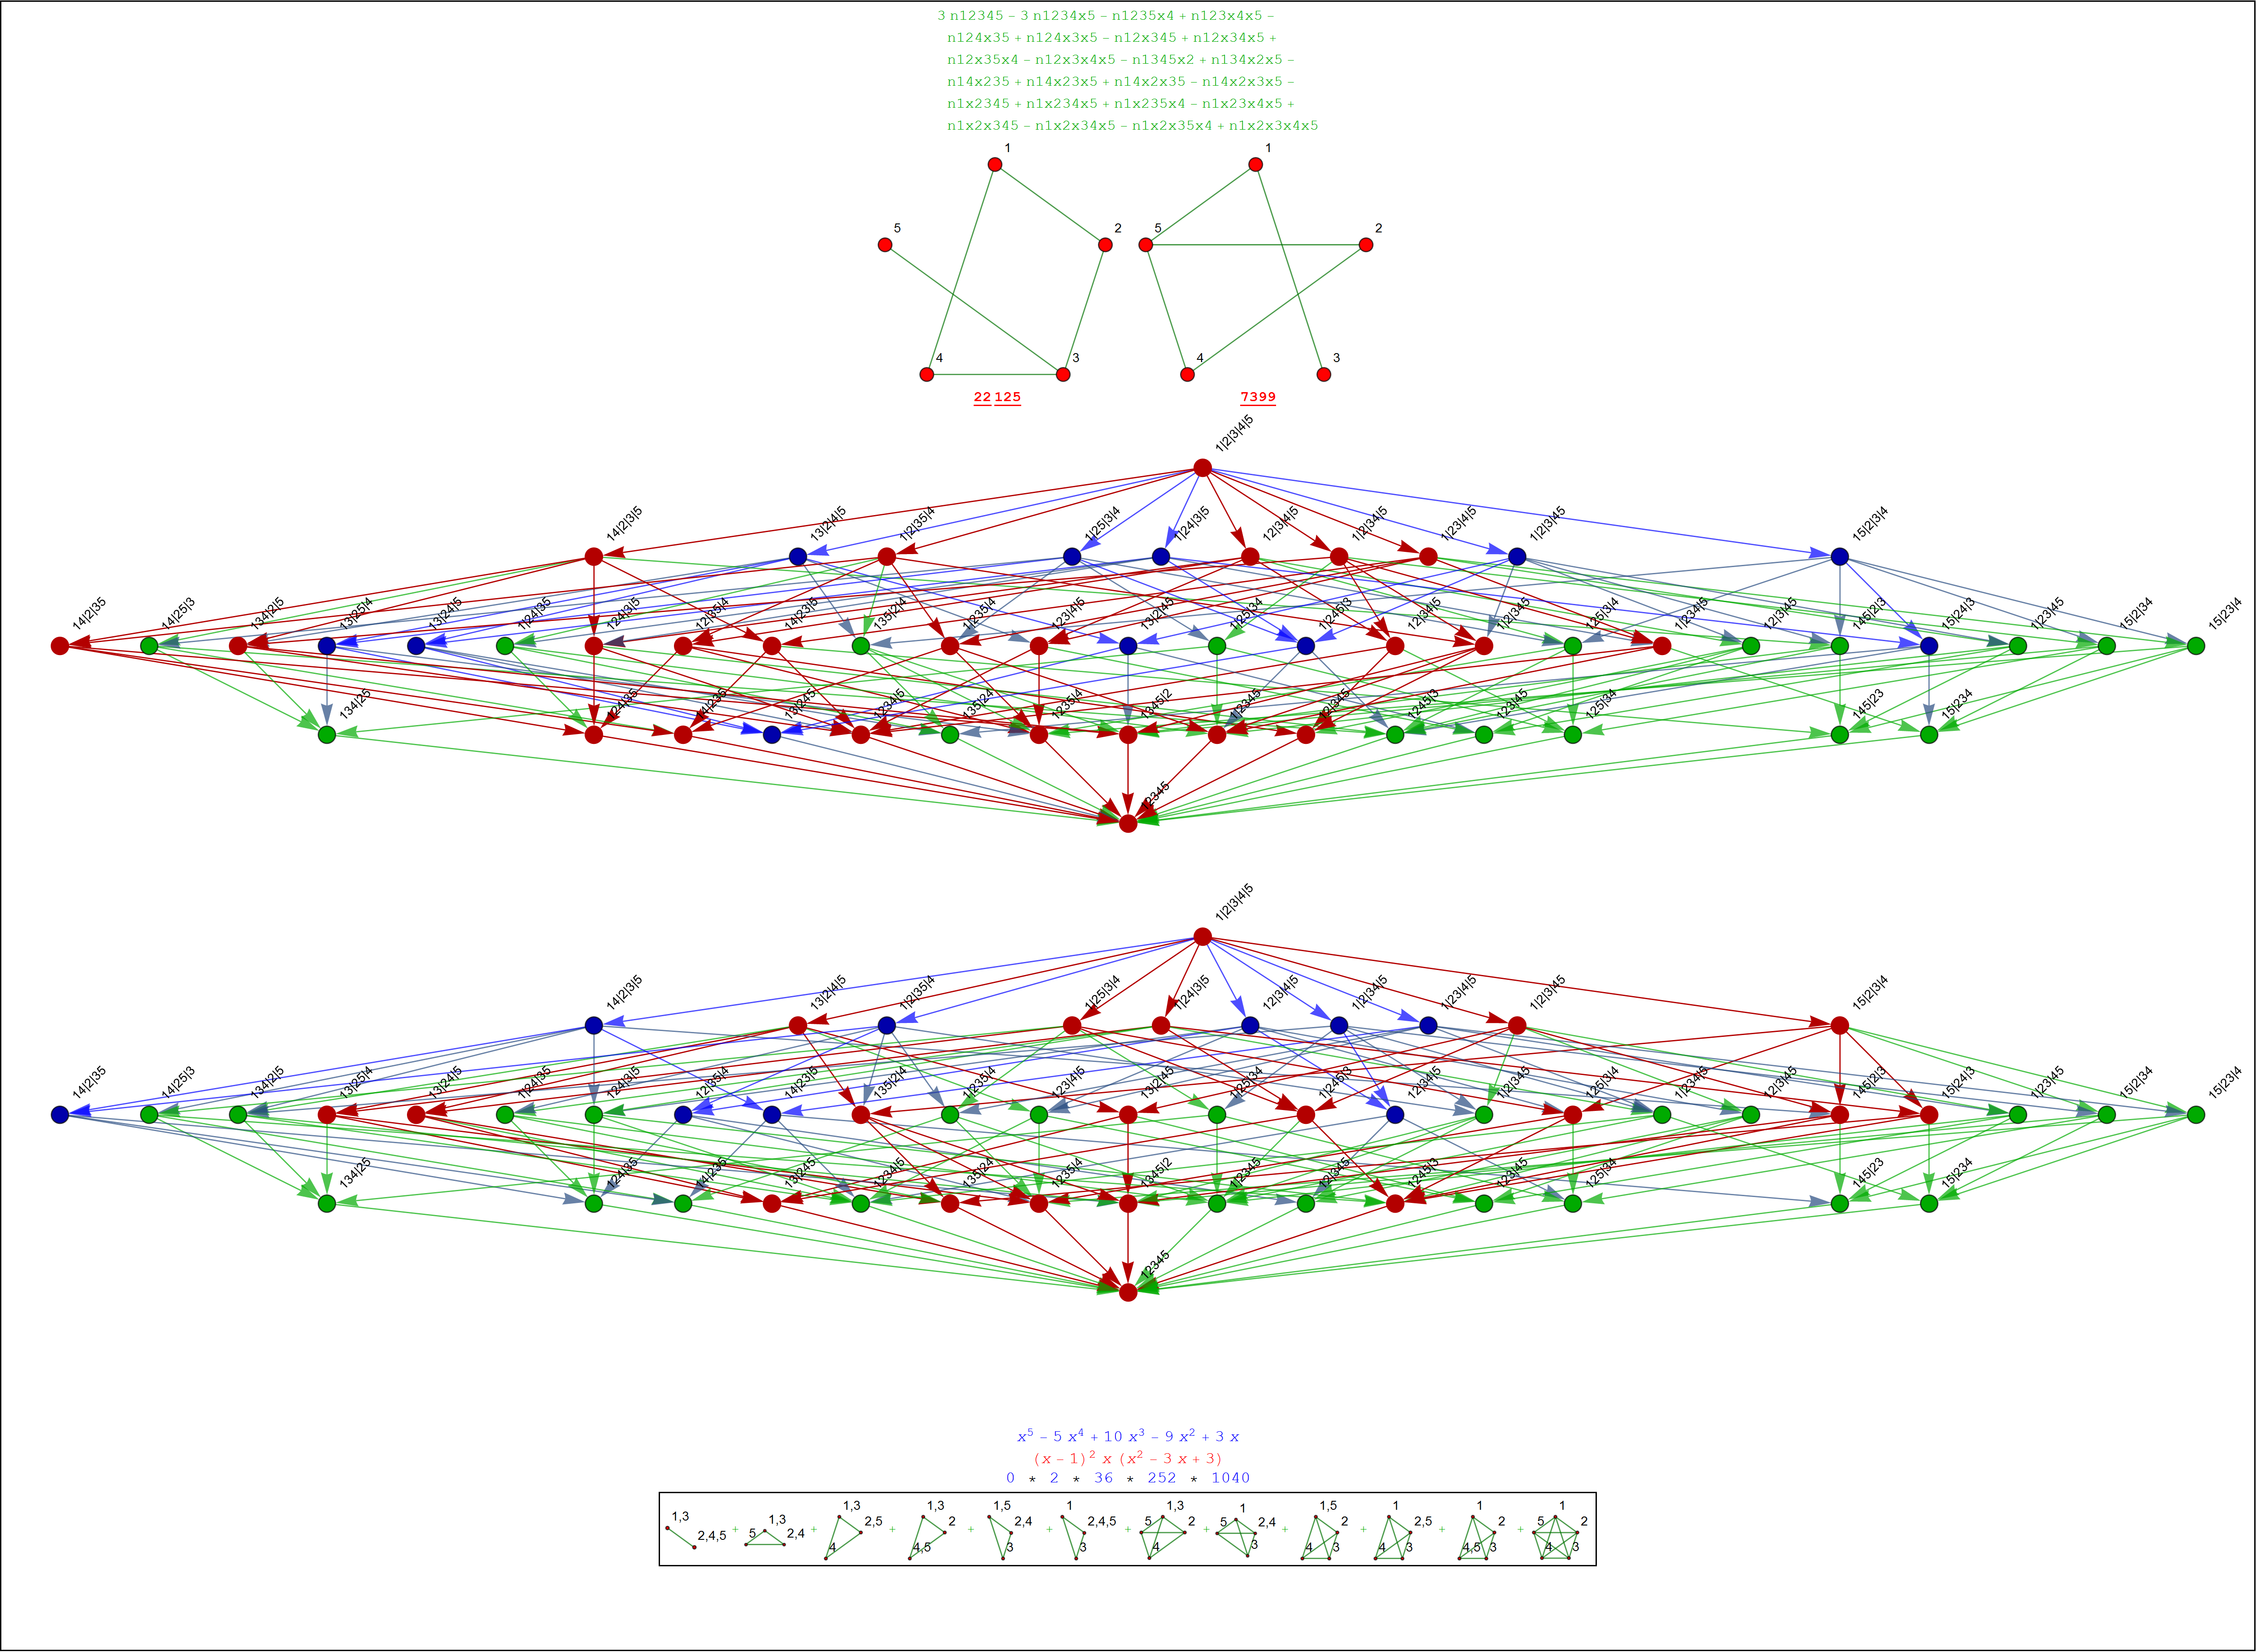 3 n12345 – 3 n1234x5 – n1235x4 + n123x4x5 –
n124x35 + n124x3x5 – n12x345 + n12x34x5 +
n12x35x4 – n12x3x4x5 – n1345x2 + n134x2x5 –
n14x235 + n14x23x5 + n14x2x35 – n14x2x3x5 –
n1x2345 + n1x234x5 + n1x235x4 – n1x23x4x5 +
n1x2x345 – n1x2x34x5 – n1x2x35x4 + n1x2x3x4x5
1 1
5 2 5 2
4 3 4 3
22 125 7399
1|2|3|4|5
14|2|3|5 13|2|4|5 1|2|35|4 1|25|3|4 1|24|3|5 12|3|4|5 1|2|34|5 1|23|4|5 1|2|3|45 15|2|3|4
14|2|35 14|25|3 134|2|5 13|25|4 13|24|5 1|24|35 124|3|5 12|35|4 14|23|5 135|2|4 1|235|4 123|4|5 13|2|45 1|25|34 1|245|3 12|34|5 1|2|345 125|3|4 1|234|5 12|3|45 145|2|3 15|24|3 1|23|45 15|2|34 15|23|4
134|25 124|35 14|235 13|245 1234|5 135|24 1235|4 1345|2 1|2345 12|345 1245|3 123|45 125|34 145|23 15|234
12345
1|2|3|4|5
14|2|3|5 13|2|4|5 1|2|35|4 1|25|3|4 1|24|3|5 12|3|4|5 1|2|34|5 1|23|4|5 1|2|3|45 15|2|3|4
14|2|35 14|25|3 134|2|5 13|25|4 13|24|5 1|24|35 124|3|5 12|35|4 14|23|5 135|2|4 1|235|4 123|4|5 13|2|45 1|25|34 1|245|3 12|34|5 1|2|345 125|3|4 1|234|5 12|3|45 145|2|3 15|24|3 1|23|45 15|2|34 15|23|4
134|25 124|35 14|235 13|245 1234|5 135|24 1235|4 1345|2 1|2345 12|345 1245|3 123|45 125|34 145|23 15|234
12345
x⁵ – 5 x⁴ + 10 x³ – 9 x² + 3 x
(x – 1)² x (x² – 3 x + 3)
0 * 2 * 36 * 252 * 1040
1,3 2,4,5 + 5 1,3 2,4 + 1,3 2,5 4 + 1,3 2 4,5 + 1,5 2,4 3 + 1 2,4,5 3 + 1,3 5 2 4 + 1 5 2,4 3 + 1,5 2 4 3 + 1 2,5 4 3 + 1 2 4,5 3 + 1 5 2 4 3